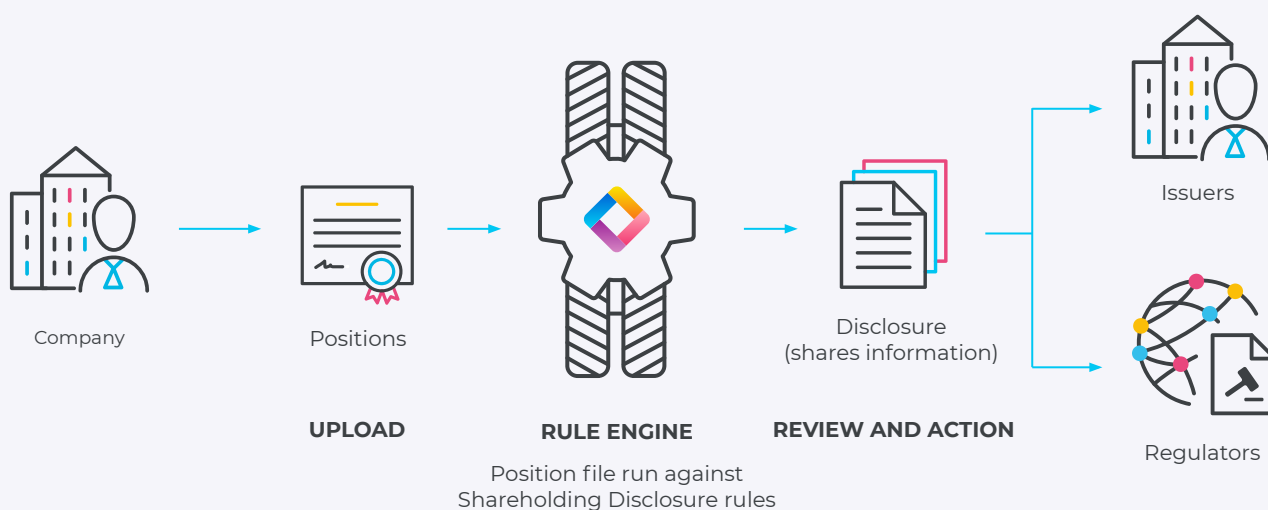 Company
Positions
UPLOAD
RULE ENGINE
Position file run against
Shareholding Disclosure rules
Disclosure
(shares information)
REVIEW AND ACTION
Issuers
Regulators